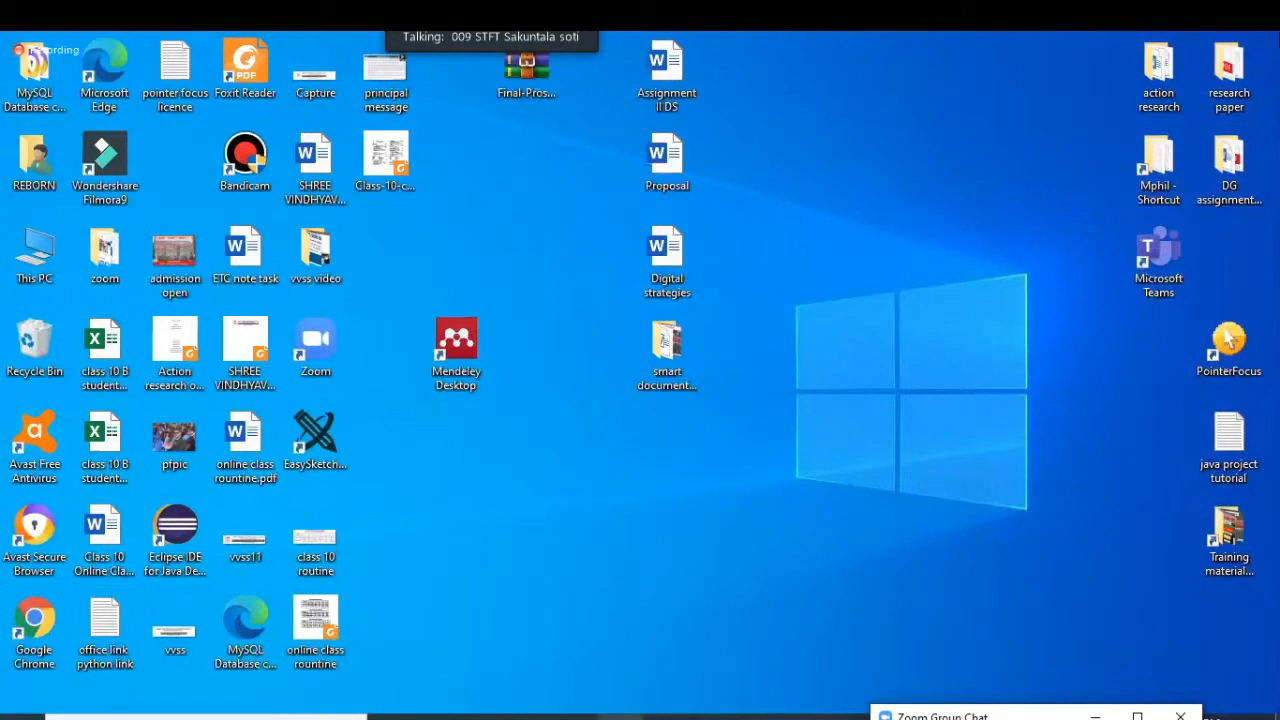 Talking: 009 STFT Sakuntala soti
Recording
MySQL
Database c...
Microsoft
Edge
pointer focus
licence
PDF
Foxit Reader
Capture
principal
message
Final-Pros...
Assignment
II DS
action
research
research
paper
REBORN
Wondershare
Filmora9
Bandicam
SHREE
VINDHYAV...
Class-10-c...
Proposal
Mphil -
Shortcut
DG
assignment...
This PC
zoom
admission
open
ETC note task
vvss video
Digital
strategies
Microsoft
Teams
Recycle Bin
class 10 B
student...
Action
research o...
SHREE
VINDHYAV...
Zoom
Mendeley
Desktop
smart
document...
PointerFocus
Avast Free
Antivirus
class 10 B
student...
pfpic
online class
rountine.pdf
EasySketch...
java project
tutorial
Avast Secure
Browser
Class 10
Online Cla...
Eclipse IDE
for Java De...
vvss11
class 10
routine
Training
material...
Google
Chrome
office link
python link
vvss
MySQL
Database c...
online class
rountine
Zoom Group Chat